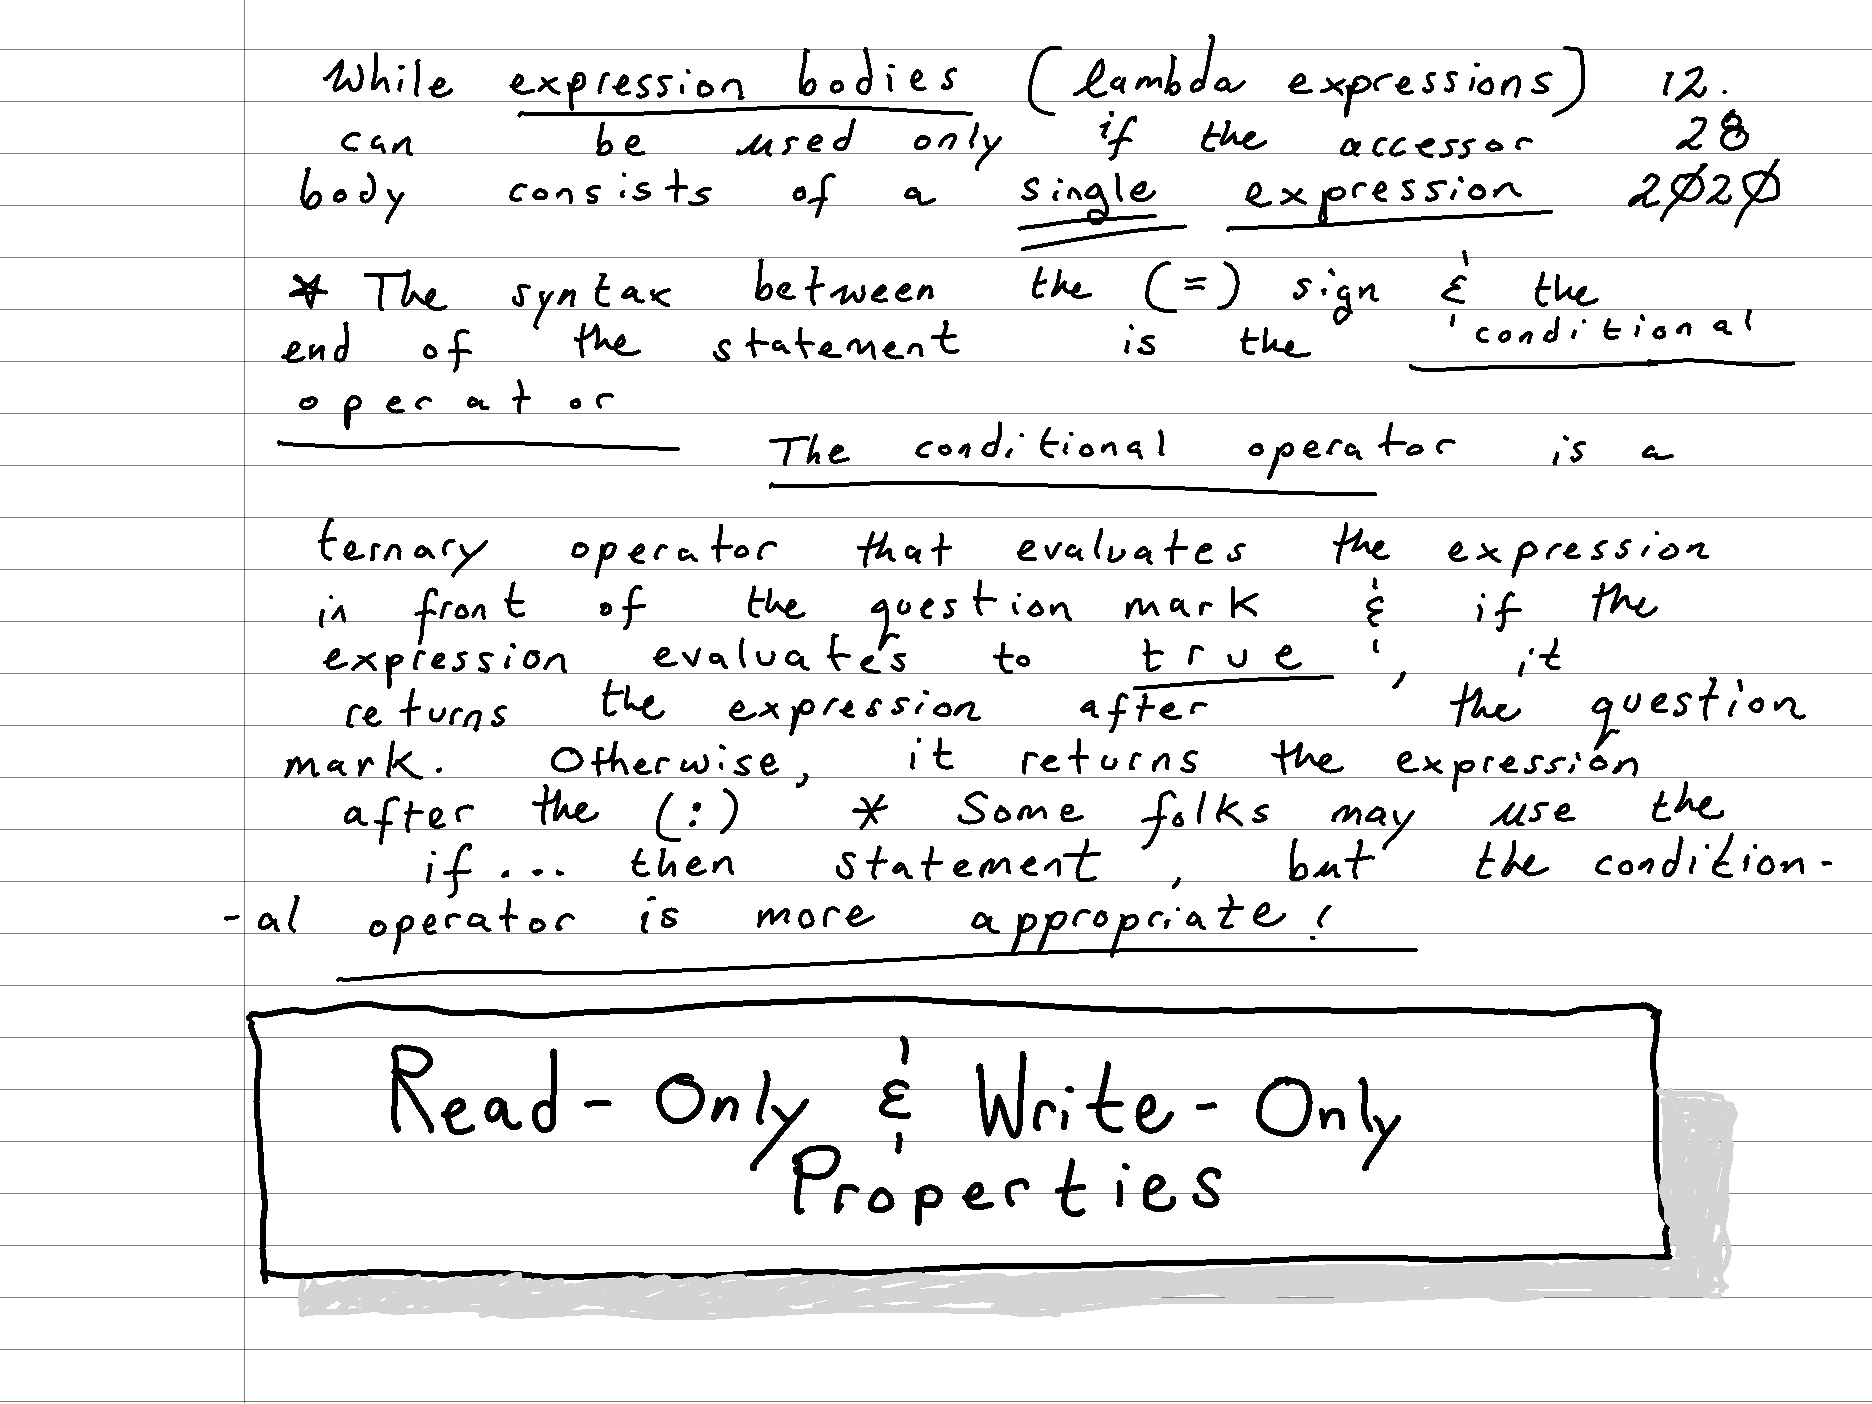 While expression bodies (lambda expressions) 12.
can be used only if the accessor 28
body consists of a single expression 2020
* The syntax between the (=) sign & the
end of the statement is the conditional
operator
The conditional operator is a
ternary operator that evaluates the expression
in front of the question mark & if the
expression evaluates to true, it
returns the expression after the question
mark. Otherwise, it returns the expression
after the (:) * Some folks may use the
if... then statement, but the condition-
-al operator is more appropriate!
Read-Only & Write-Only
Properties